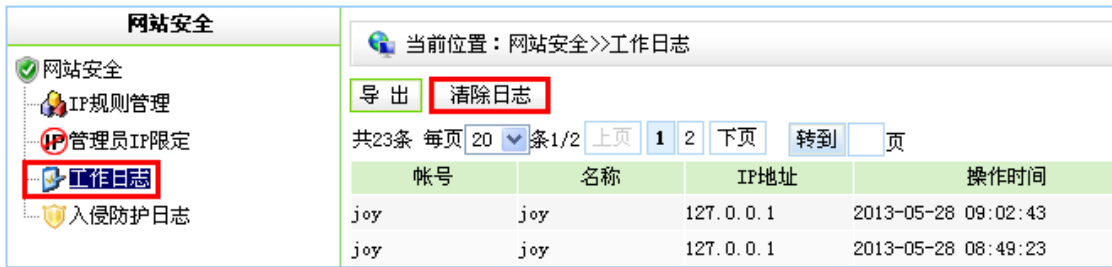 网站安全
网站安全
IP规则管理
管理员IP限定
工作日志
入侵防护日志
当前位置：网站安全>>工作日志
导 出 清除日志
共23条 每页 20 条1/2 上页 1 2 下页 转到 页
帐号 名称 IP地址 操作时间
joy joy 127.0.0.1 2013-05-28 09:02:43
joy joy 127.0.0.1 2013-05-28 08:49:23